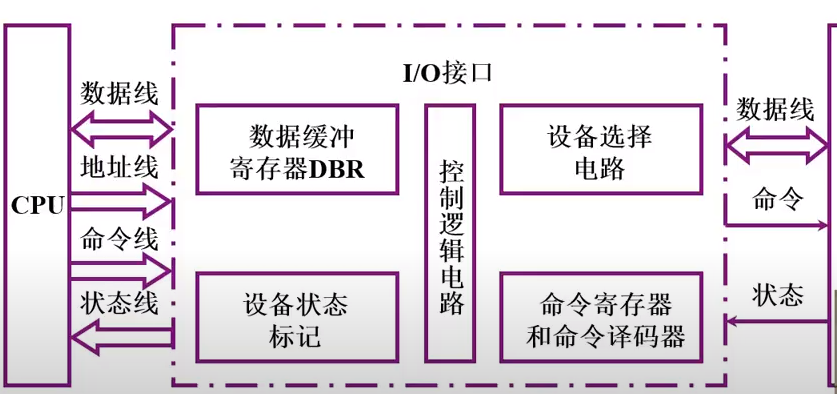 I/O接口
数据线
数据缓冲
寄存器DBR
设备选择
电路
数据线
地址线
CPU
控制逻辑电路
命令
命令线
状态线
设备状态
标记
命令寄存器
和命令译码器
状态